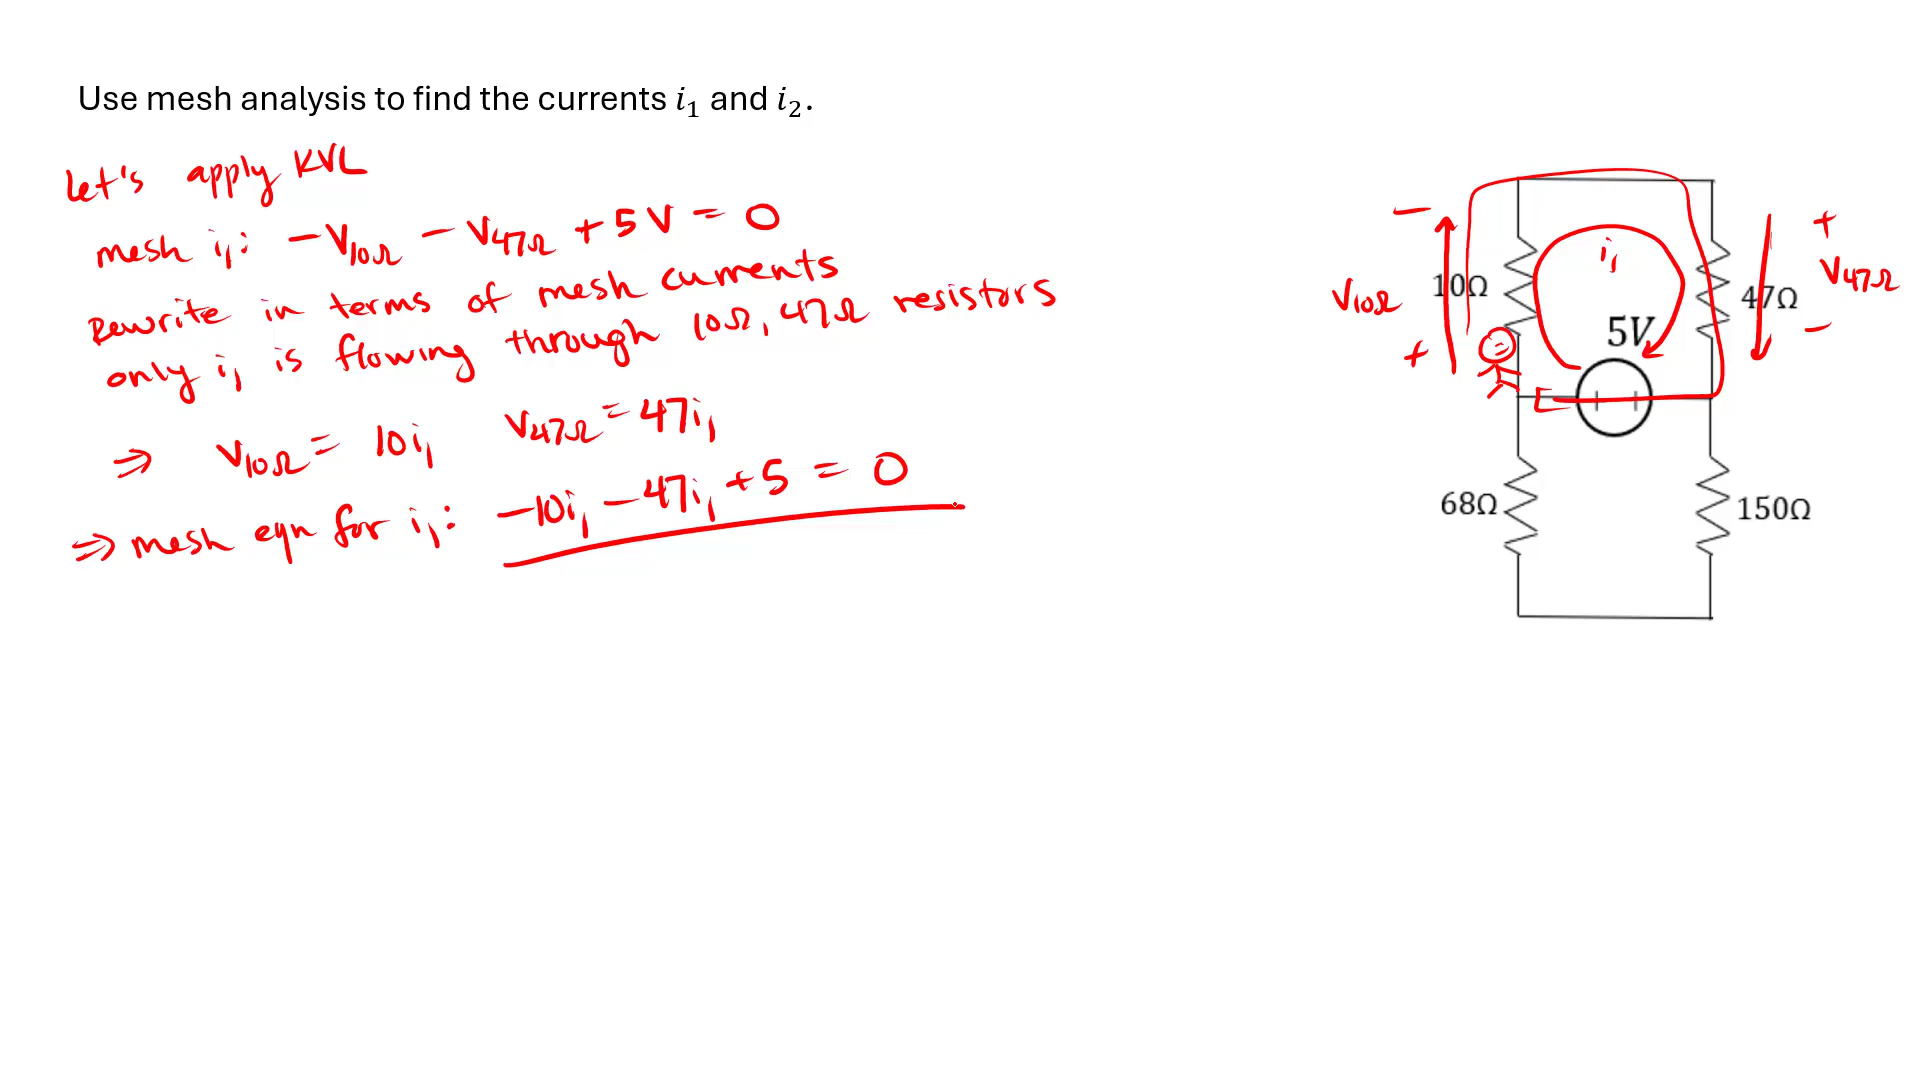 Use mesh analysis to find the currents i₁ and i₂.
Let's apply KVL
mesh i₁: −V10Ω − V47Ω + 5V = 0
Rewrite in terms of mesh currents
only i₁ is flowing through 10Ω, 47Ω resistors
⇒ V10Ω = 10i₁ V47Ω = 47i₁
⇒ mesh eqn for i₁: −10i₁ − 47i₁ + 5 = 0
− +
i₁
V10Ω 10Ω 47Ω V47Ω
5V
+ −
68Ω 150Ω